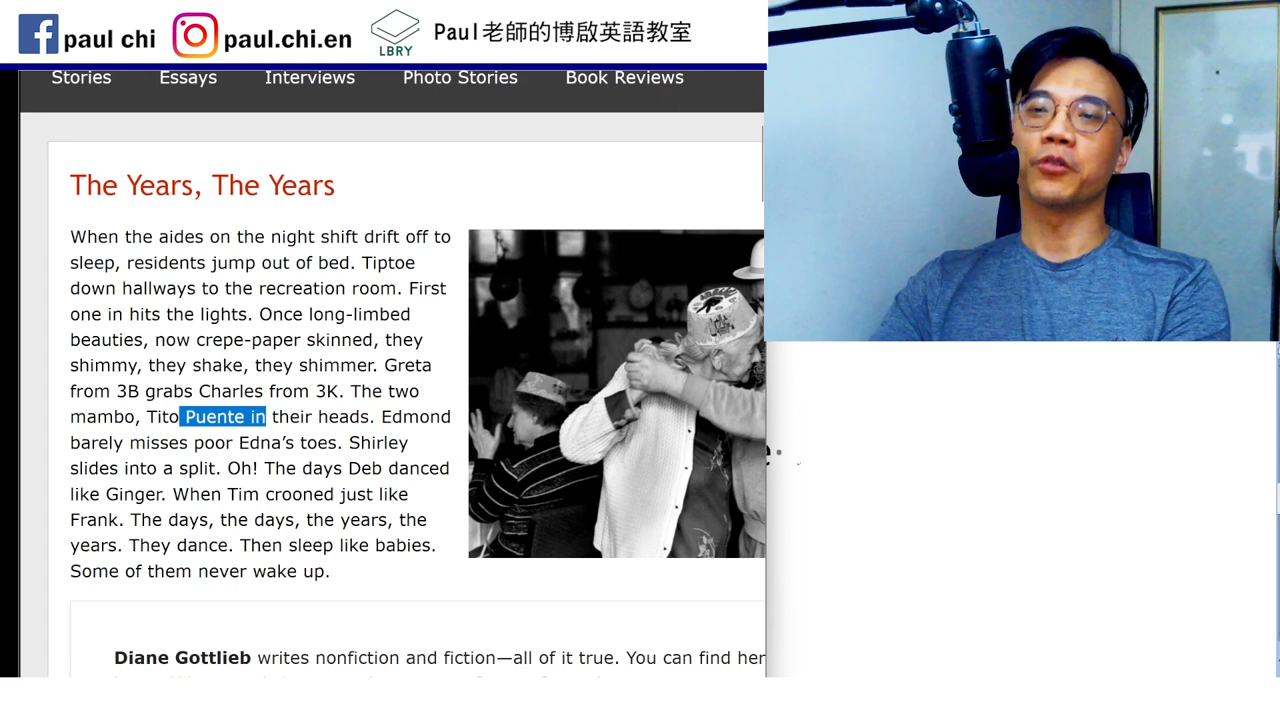 paul chi
paul.chi.en
LBRY
Paul老師的博啟英語教室
Stories Essays Interviews Photo Stories Book Reviews
The Years, The Years
When the aides on the night shift drift off to
sleep, residents jump out of bed. Tiptoe
down hallways to the recreation room. First
one in hits the lights. Once long-limbed
beauties, now crepe-paper skinned, they
shimmy, they shake, they shimmer. Greta
from 3B grabs Charles from 3K. The two
mambo, Tito Puente in their heads. Edmond
barely misses poor Edna’s toes. Shirley
slides into a split. Oh! The days Deb danced
like Ginger. When Tim crooned just like
Frank. The days, the days, the years, the
years. They dance. Then sleep like babies.
Some of them never wake up.
Diane Gottlieb writes nonfiction and fiction—all of it true. You can find her